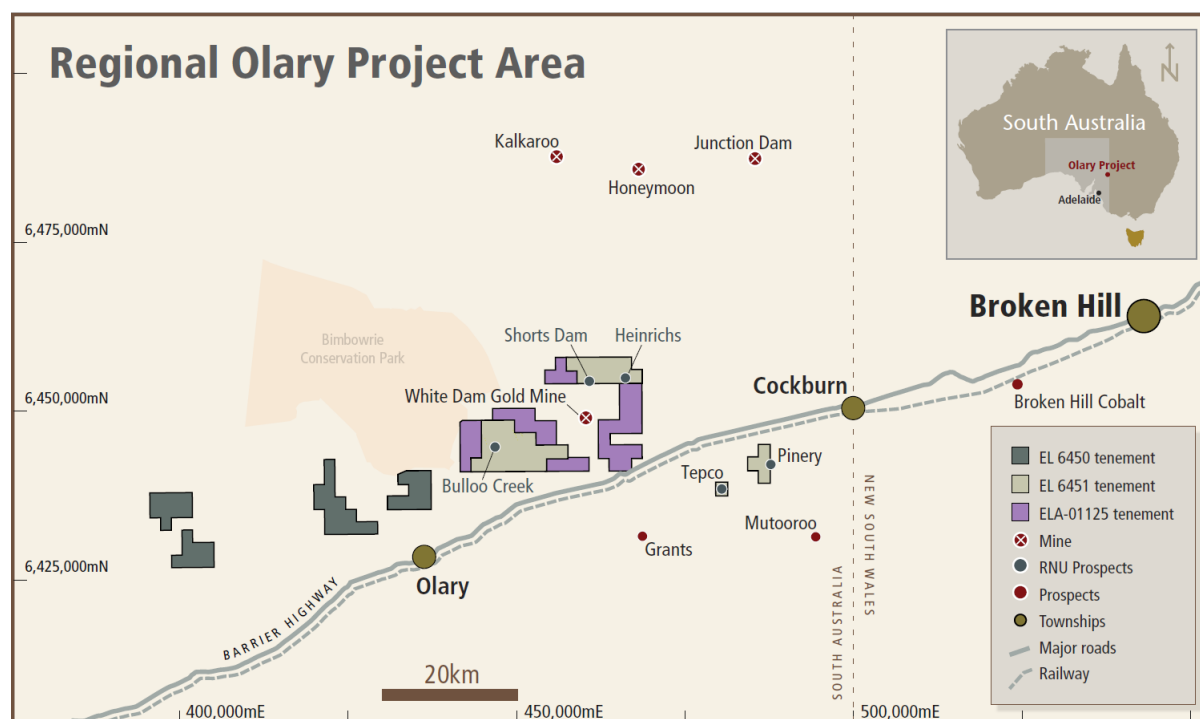 Regional Olary Project Area
N
South Australia
Olary Project
Adelaide
Kalkaroo
Honeymoon
Junction Dam
6,475,000mN
Bimbowrie
Conservation Park
Shorts Dam
Heinrichs
White Dam Gold Mine
Broken Hill
Cockburn
6,450,000mN
Broken Hill Cobalt
Bulloo Creek
Tepco
Pinery
Mutooroo
Grants
6,425,000mN
Olary
BARRIER HIGHWAY
SOUTH AUSTRALIA
NEW SOUTH WALES
EL 6450 tenement
EL 6451 tenement
ELA-01125 tenement
Mine
RNU Prospects
Prospects
Townships
Major roads
Railway
20km
400,000mE
450,000mE
500,000mE